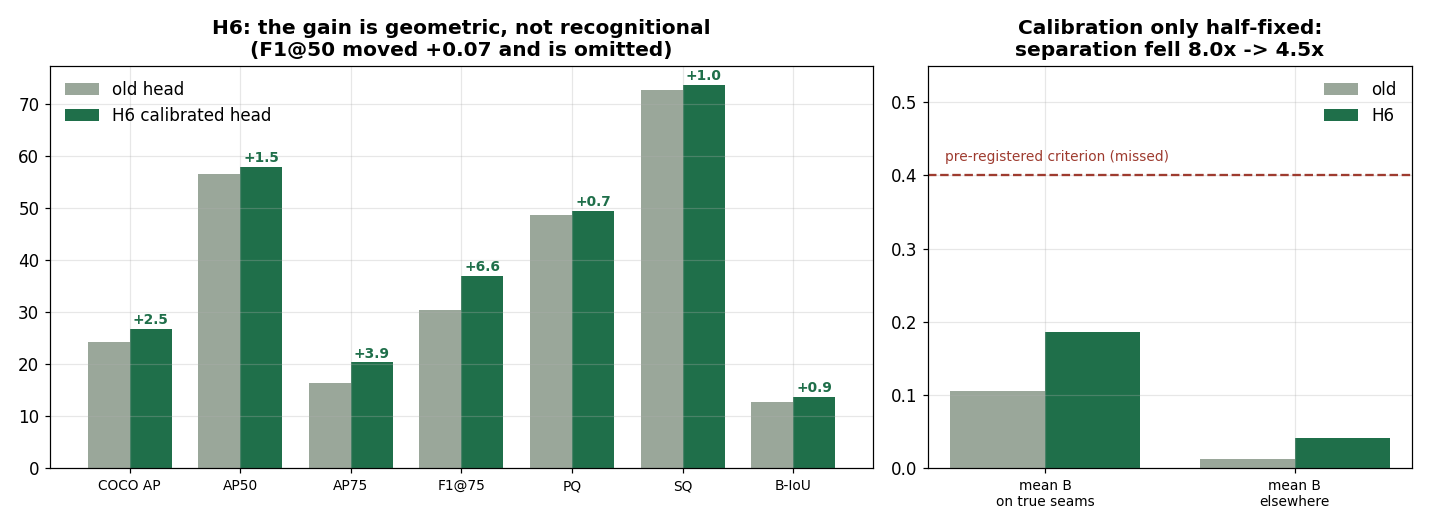 H6: the gain is geometric, not recognitional
(F1@50 moved +0.07 and is omitted)
old head
H6 calibrated head
70
60
50
40
30
20
10
0
+2.5
+1.5
+3.9
+6.6
+0.7
+1.0
+0.9
COCO AP
AP50
AP75
F1@75
PQ
SQ
B-IoU
Calibration only half-fixed:
separation fell 8.0x -> 4.5x
old
H6
pre-registered criterion (missed)
0.5
0.4
0.3
0.2
0.1
0.0
mean B
on true seams
mean B
elsewhere